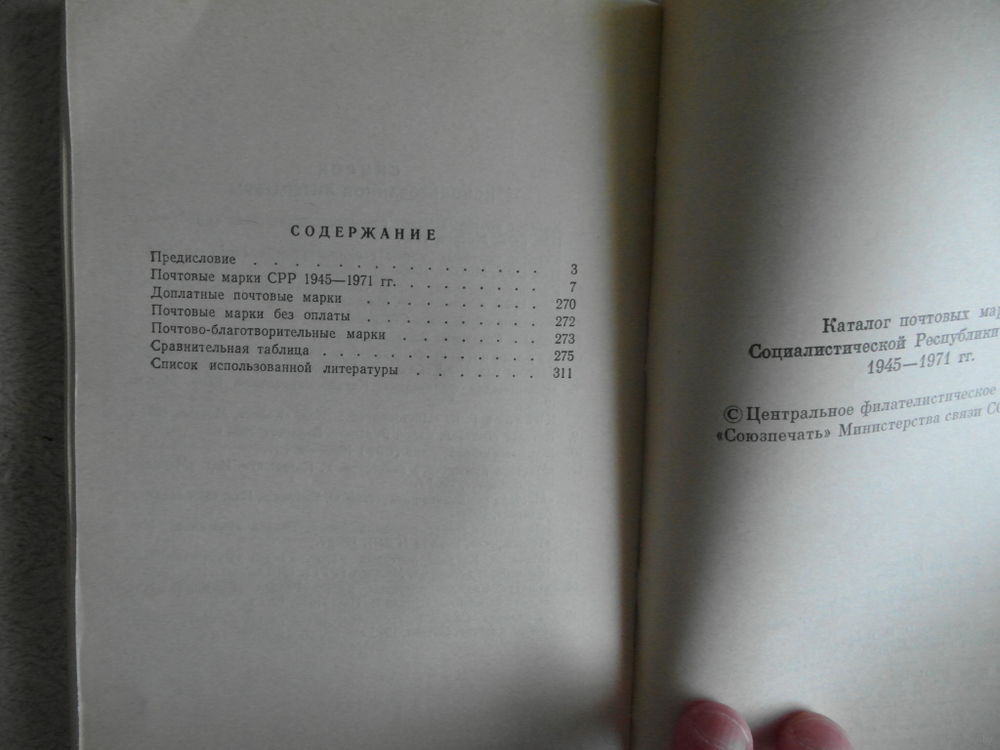 СОДЕРЖАНИЕ
Предисловие . . . . . . . . . . . . . . . . . 3
Почтовые марки СРР 1945—1971 гг. . . . . . . . . 7
Доплатные почтовые марки . . . . . . . . . . 270
Почтовые марки без оплаты . . . . . . . . . . 272
Почтово-благотворительные марки . . . . . . . . 273
Сравнительная таблица . . . . . . . . . . . . . 275
Список использованной литературы . . . . . . . 311
Каталог почтовых
Социалистической Республики
1945—1971 гг.
© Центральное филателистическое
«Союзпечать» Министерства связи